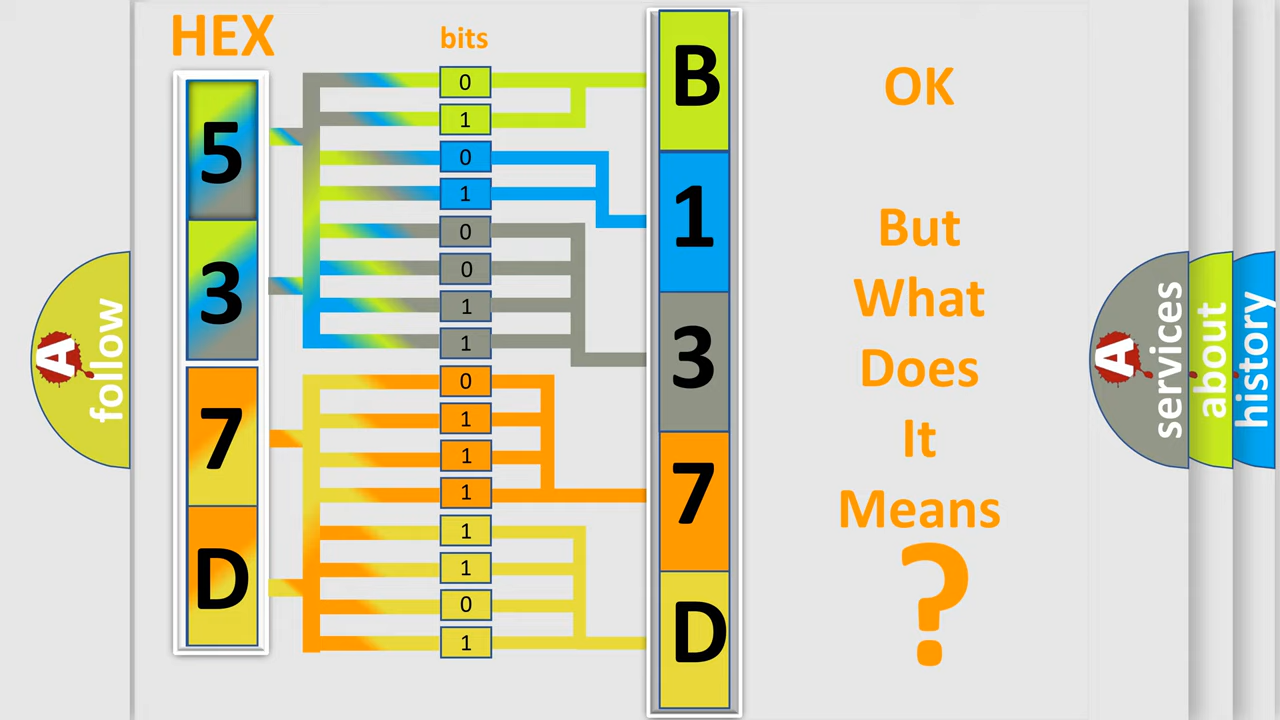 HEX
bits
5
3
7
D
0
1
0
1
0
0
1
1
0
1
1
1
1
1
0
1
B
1
3
7
D
OK
But
What
Does
It
Means
?
A
follow
A
services
about
history